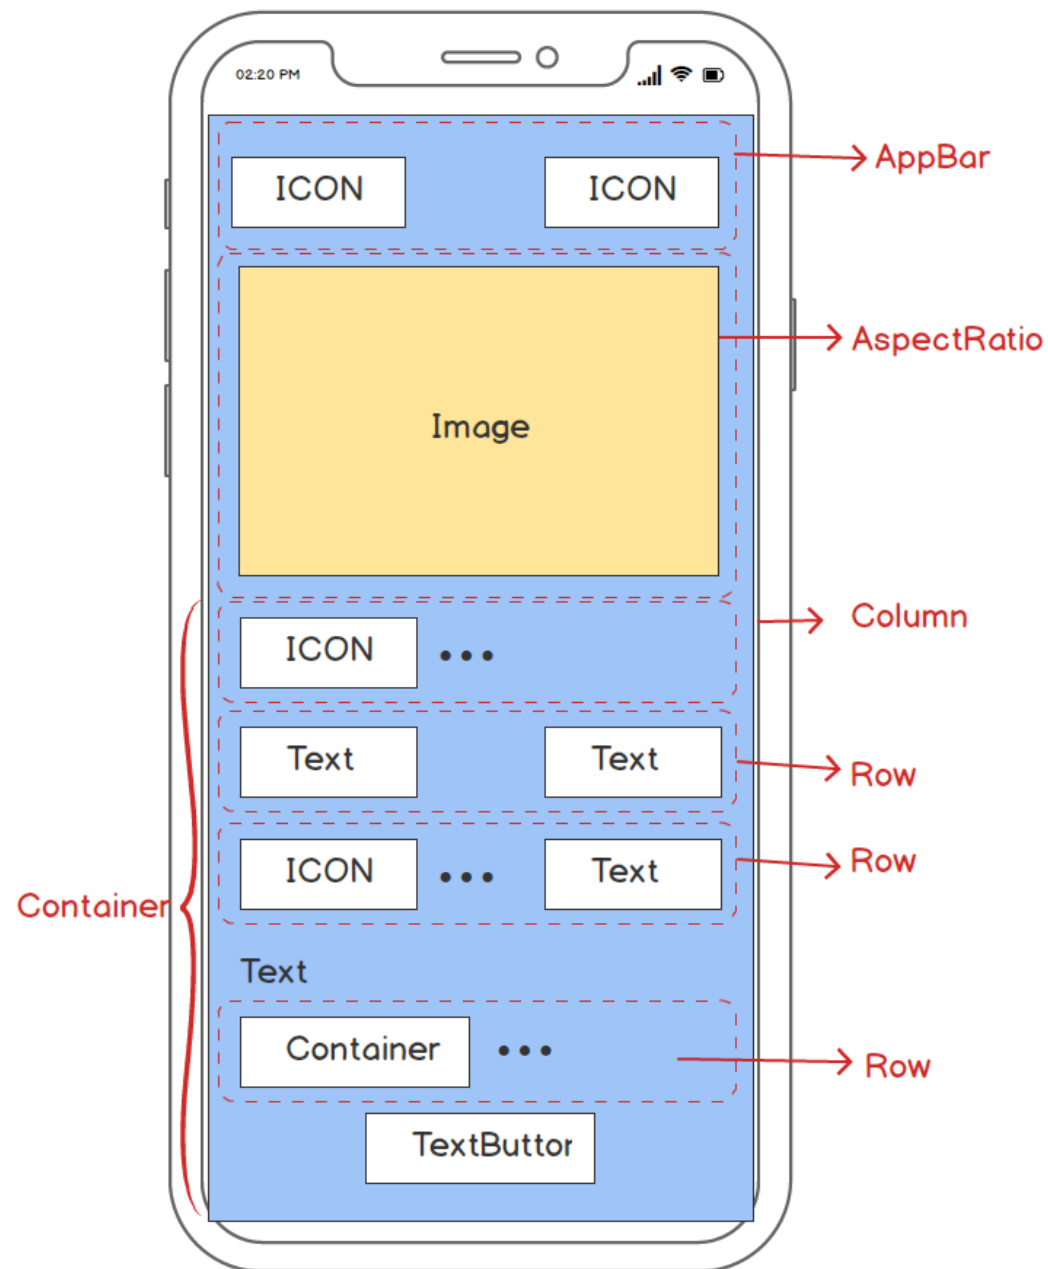 02:20 PM
AppBar
ICON
ICON
AspectRatio
Image
Column
ICON •••
Text
Text
Row
ICON •••
Text
Row
Container
Text
Container •••
Row
TextButtor